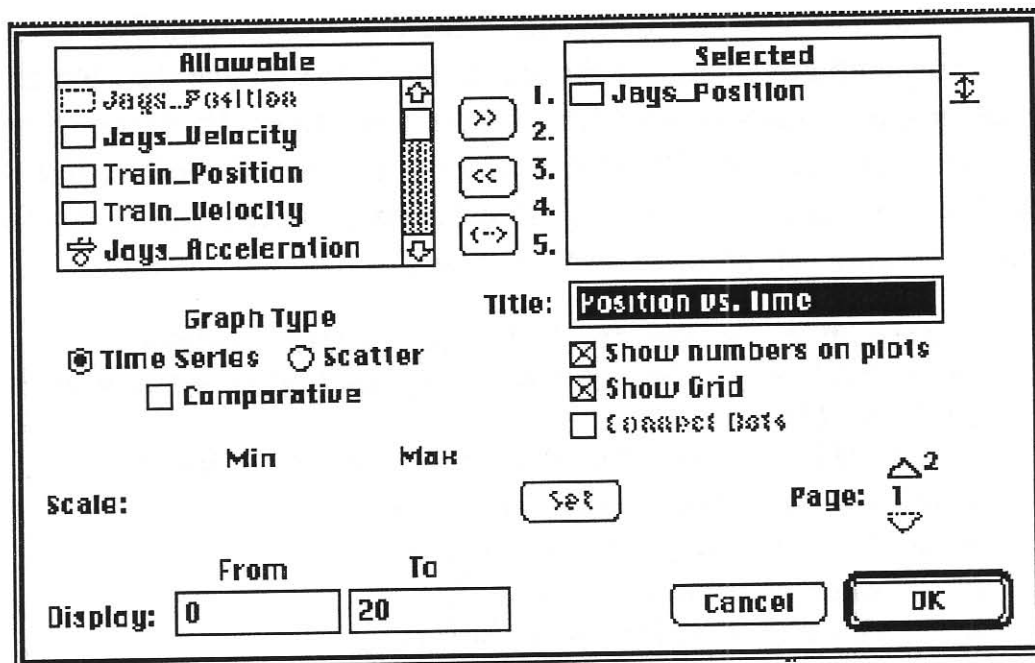 Allowable
Jays_Position
Jays_Velocity
Train_Position
Train_Velocity
Jays_Acceleration
>>
<<
<-->
1.
2.
3.
4.
5.
Selected
Jays_Position
Graph Type
Time Series Scatter
Comparative
Title: Position vs. Time
Show numbers on plots
Show Grid
Connect Dots
Min Max
Scale: Set
Page: 1 2
From To
Display: 0 20
Cancel OK